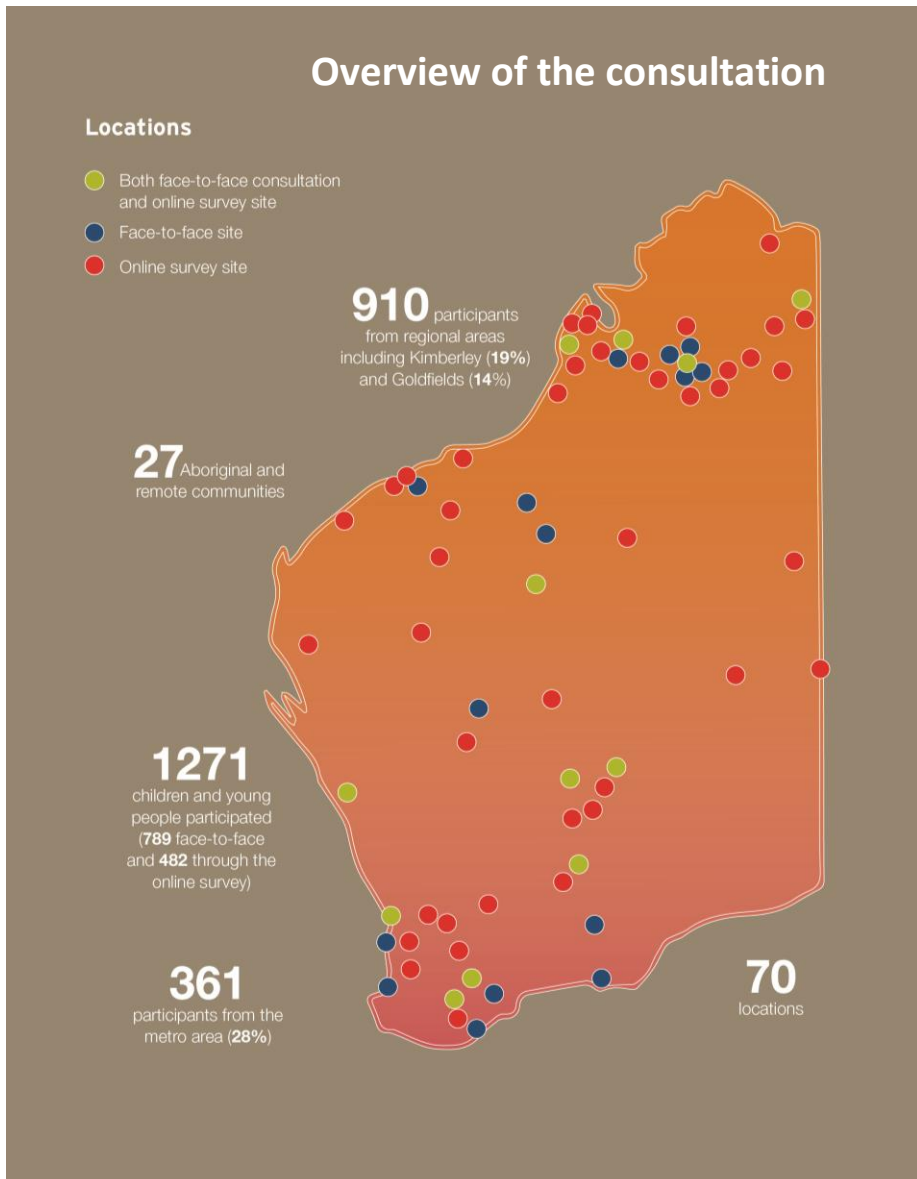 Overview of the consultation
Locations
Both face-to-face consultation
and online survey site
Face-to-face site
Online survey site
910 participants
from regional areas
including Kimberley (19%)
and Goldfields (14%)
27 Aboriginal and
remote communities
1271
children and young
people participated
(789 face-to-face
and 482 through the
online survey)
361
participants from the
metro area (28%)
70
locations